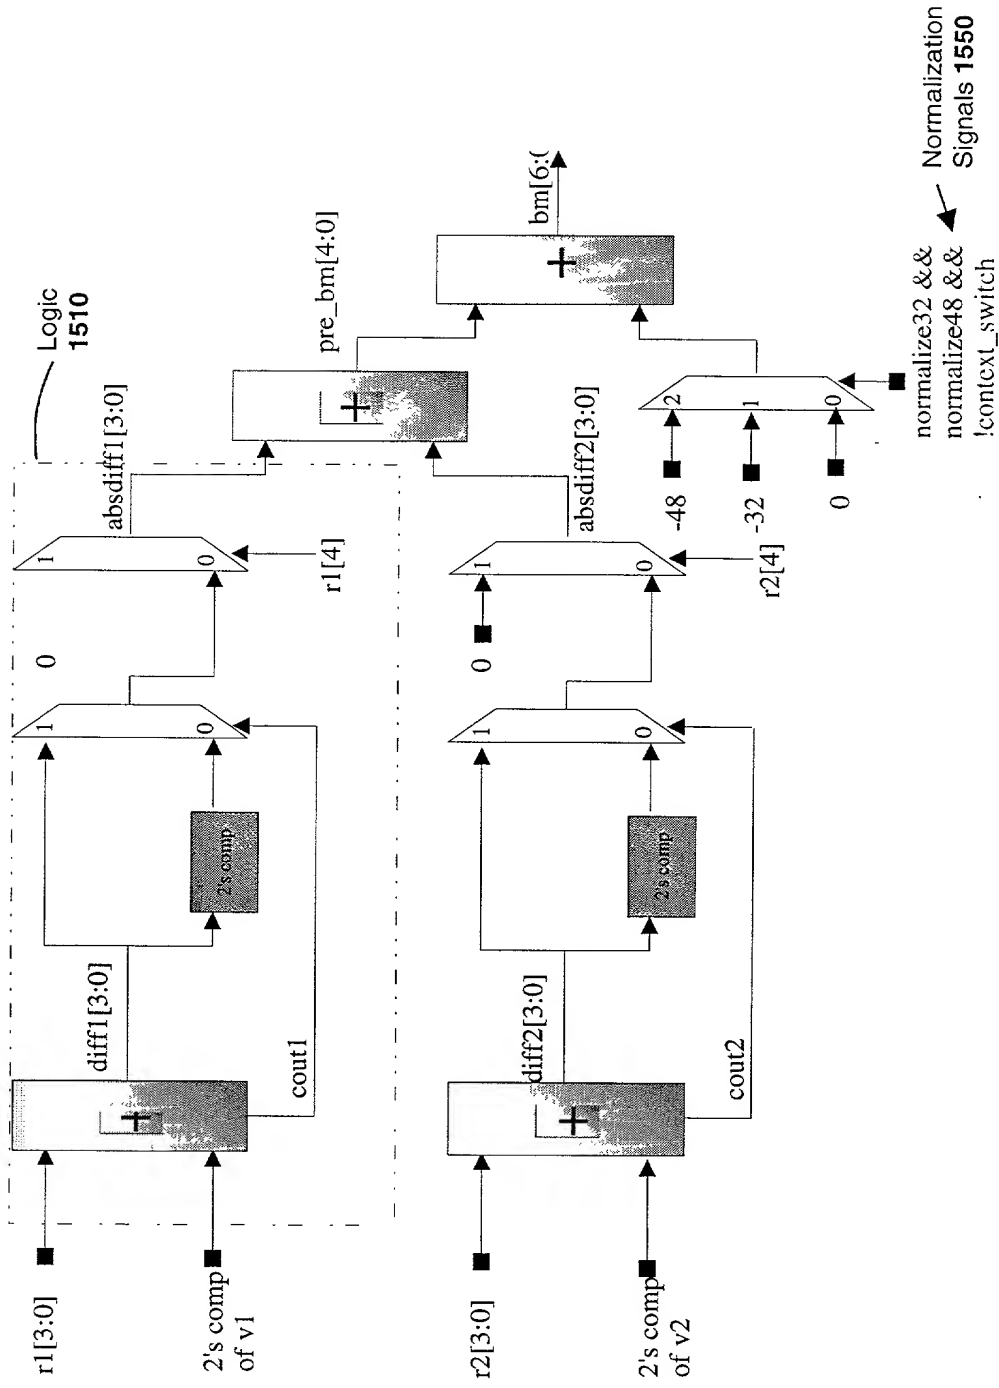 Logic
1510
r1[3:0]
2's comp
of v1
+
diff1[3:0]
cout1
2's comp
1
0
0
1
0
r1[4]
absdiff1[3:0]
+
pre_bm[4:0]
+
bm[6:(
r2[3:0]
2's comp
of v2
+
diff2[3:0]
cout2
2's comp
1
0
0
1
0
r2[4]
absdiff2[3:0]
-48
-32
0
2
1
0
normalize32 &&
normalize48 &&
!context_switch
Normalization
Signals 1550